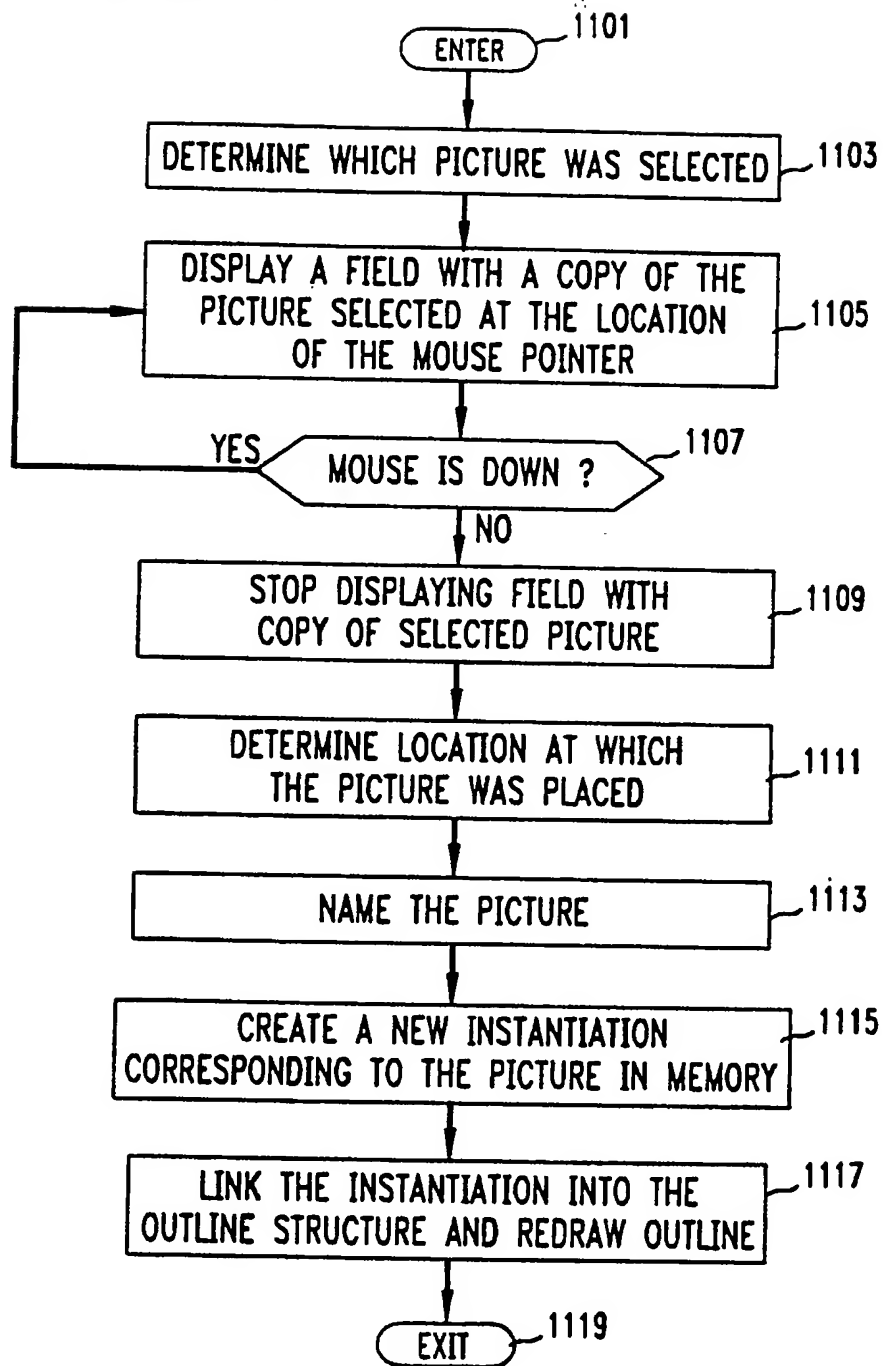 ENTER
1101
DETERMINE WHICH PICTURE WAS SELECTED
1103
DISPLAY A FIELD WITH A COPY OF THE
PICTURE SELECTED AT THE LOCATION
OF THE MOUSE POINTER
1105
YES
MOUSE IS DOWN ?
1107
NO
STOP DISPLAYING FIELD WITH
COPY OF SELECTED PICTURE
1109
DETERMINE LOCATION AT WHICH
THE PICTURE WAS PLACED
1111
NAME THE PICTURE
1113
CREATE A NEW INSTANTIATION
CORRESPONDING TO THE PICTURE IN MEMORY
1115
LINK THE INSTANTIATION INTO THE
OUTLINE STRUCTURE AND REDRAW OUTLINE
1117
EXIT
1119